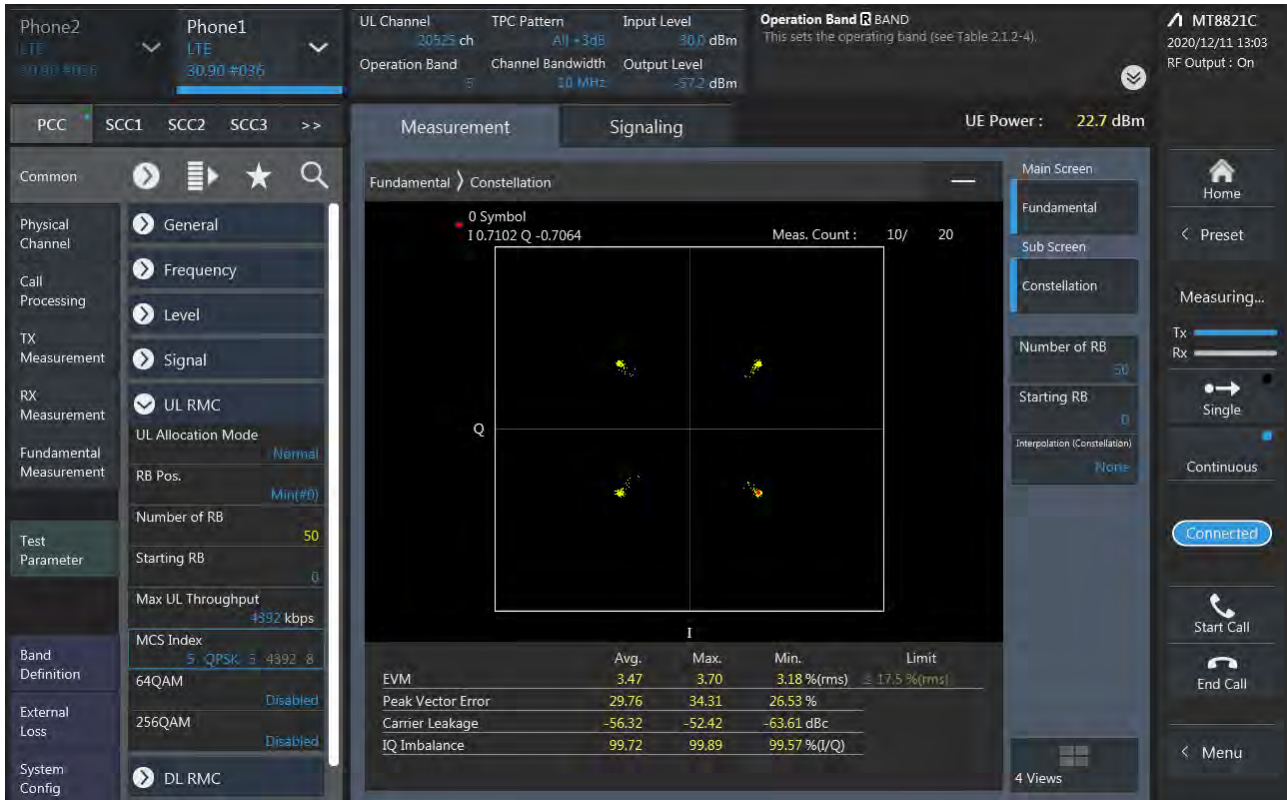 Phone2
LTE
30.90 #036
Phone1
LTE
30.90 #036
UL Channel
20525 ch
TPC Pattern
All +3dB
Input Level
30.0 dBm
Operation Band
5
Channel Bandwidth
10 MHz
Output Level
-57.2 dBm
Operation Band R BAND
This sets the operating band (see Table 2.1.2-4).
MT8821C
2020/12/11 13:03
RF Output : On
PCC SCC1 SCC2 SCC3 >>
Measurement
Signaling
UE Power : 22.7 dBm
Common
Physical
Channel
Call
Processing
TX
Measurement
RX
Measurement
Fundamental
Measurement
Test
Parameter
Band
Definition
External
Loss
System
Config
General
Frequency
Level
Signal
UL RMC
UL Allocation Mode
Normal
RB Pos.
Min(#0)
Number of RB
50
Starting RB
0
Max UL Throughput
4392 kbps
MCS Index
5 QPSK 5 4392 8
64QAM
Disabled
256QAM
Disabled
DL RMC
Fundamental 〉 Constellation
0 Symbol
I 0.7102 Q -0.7064
Meas. Count : 10/ 20
Q
I
Avg. Max. Min. Limit
EVM 3.47 3.70 3.18 %(rms) ≤ 17.5 %(rms)
Peak Vector Error 29.76 34.31 26.53 %
Carrier Leakage -56.32 -52.42 -63.61 dBc
IQ Imbalance 99.72 99.89 99.57 %(I/Q)
Main Screen
Fundamental
Sub Screen
Constellation
Number of RB
50
Starting RB
0
Interpolation (Constellation)
None
4 Views
Home
< Preset
Measuring...
Tx
Rx
Single
Continuous
Connected
Start Call
End Call
< Menu